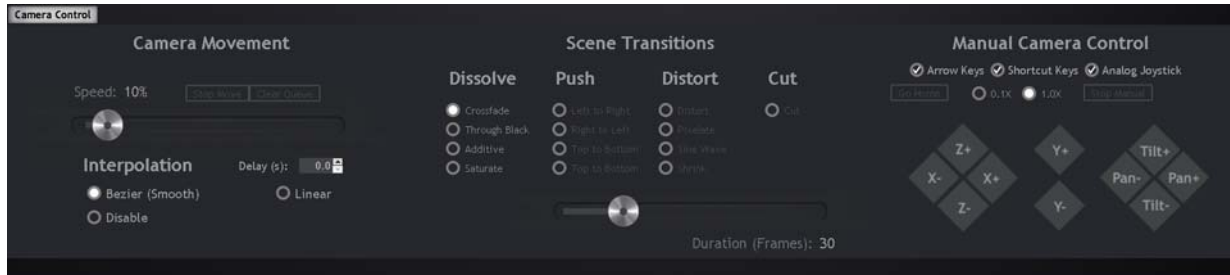 Camera Control
Camera Movement
Speed: 10%
Stop Move
Clear Queue
Interpolation
Delay (s): 0.0
Bezier (Smooth)
Linear
Disable
Scene Transitions
Dissolve
Push
Distort
Cut
Crossfade
Left to Right
Distort
Cut
Through Black
Right to Left
Pixelate
Additive
Top to Bottom
Sine Wave
Saturate
Top to Bottom
Shrink
Duration (Frames): 30
Manual Camera Control
Arrow Keys
Shortcut Keys
Analog Joystick
Go Home
0.1X
1.0X
Stop Manual
Z+
X-
X+
Z-
Y+
Y-
Tilt+
Pan-
Pan+
Tilt-